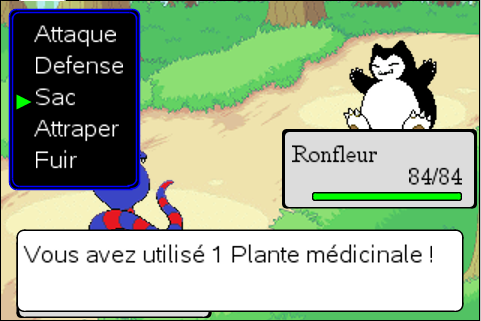 Attaque
Defense
Sac
Attraper
Fuir
Ronfleur
84/84
Vous avez utilisé 1 Plante médicinale !